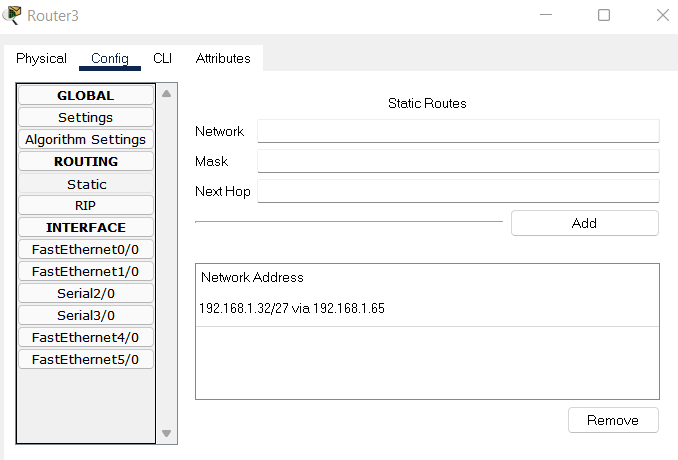 Router3
Physical Config CLI Attributes
GLOBAL
Settings
Algorithm Settings
ROUTING
Static
RIP
INTERFACE
FastEthernet0/0
FastEthernet1/0
Serial2/0
Serial3/0
FastEthernet4/0
FastEthernet5/0
Static Routes
Network
Mask
Next Hop
Add
Network Address
192.168.1.32/27 via 192.168.1.65
Remove